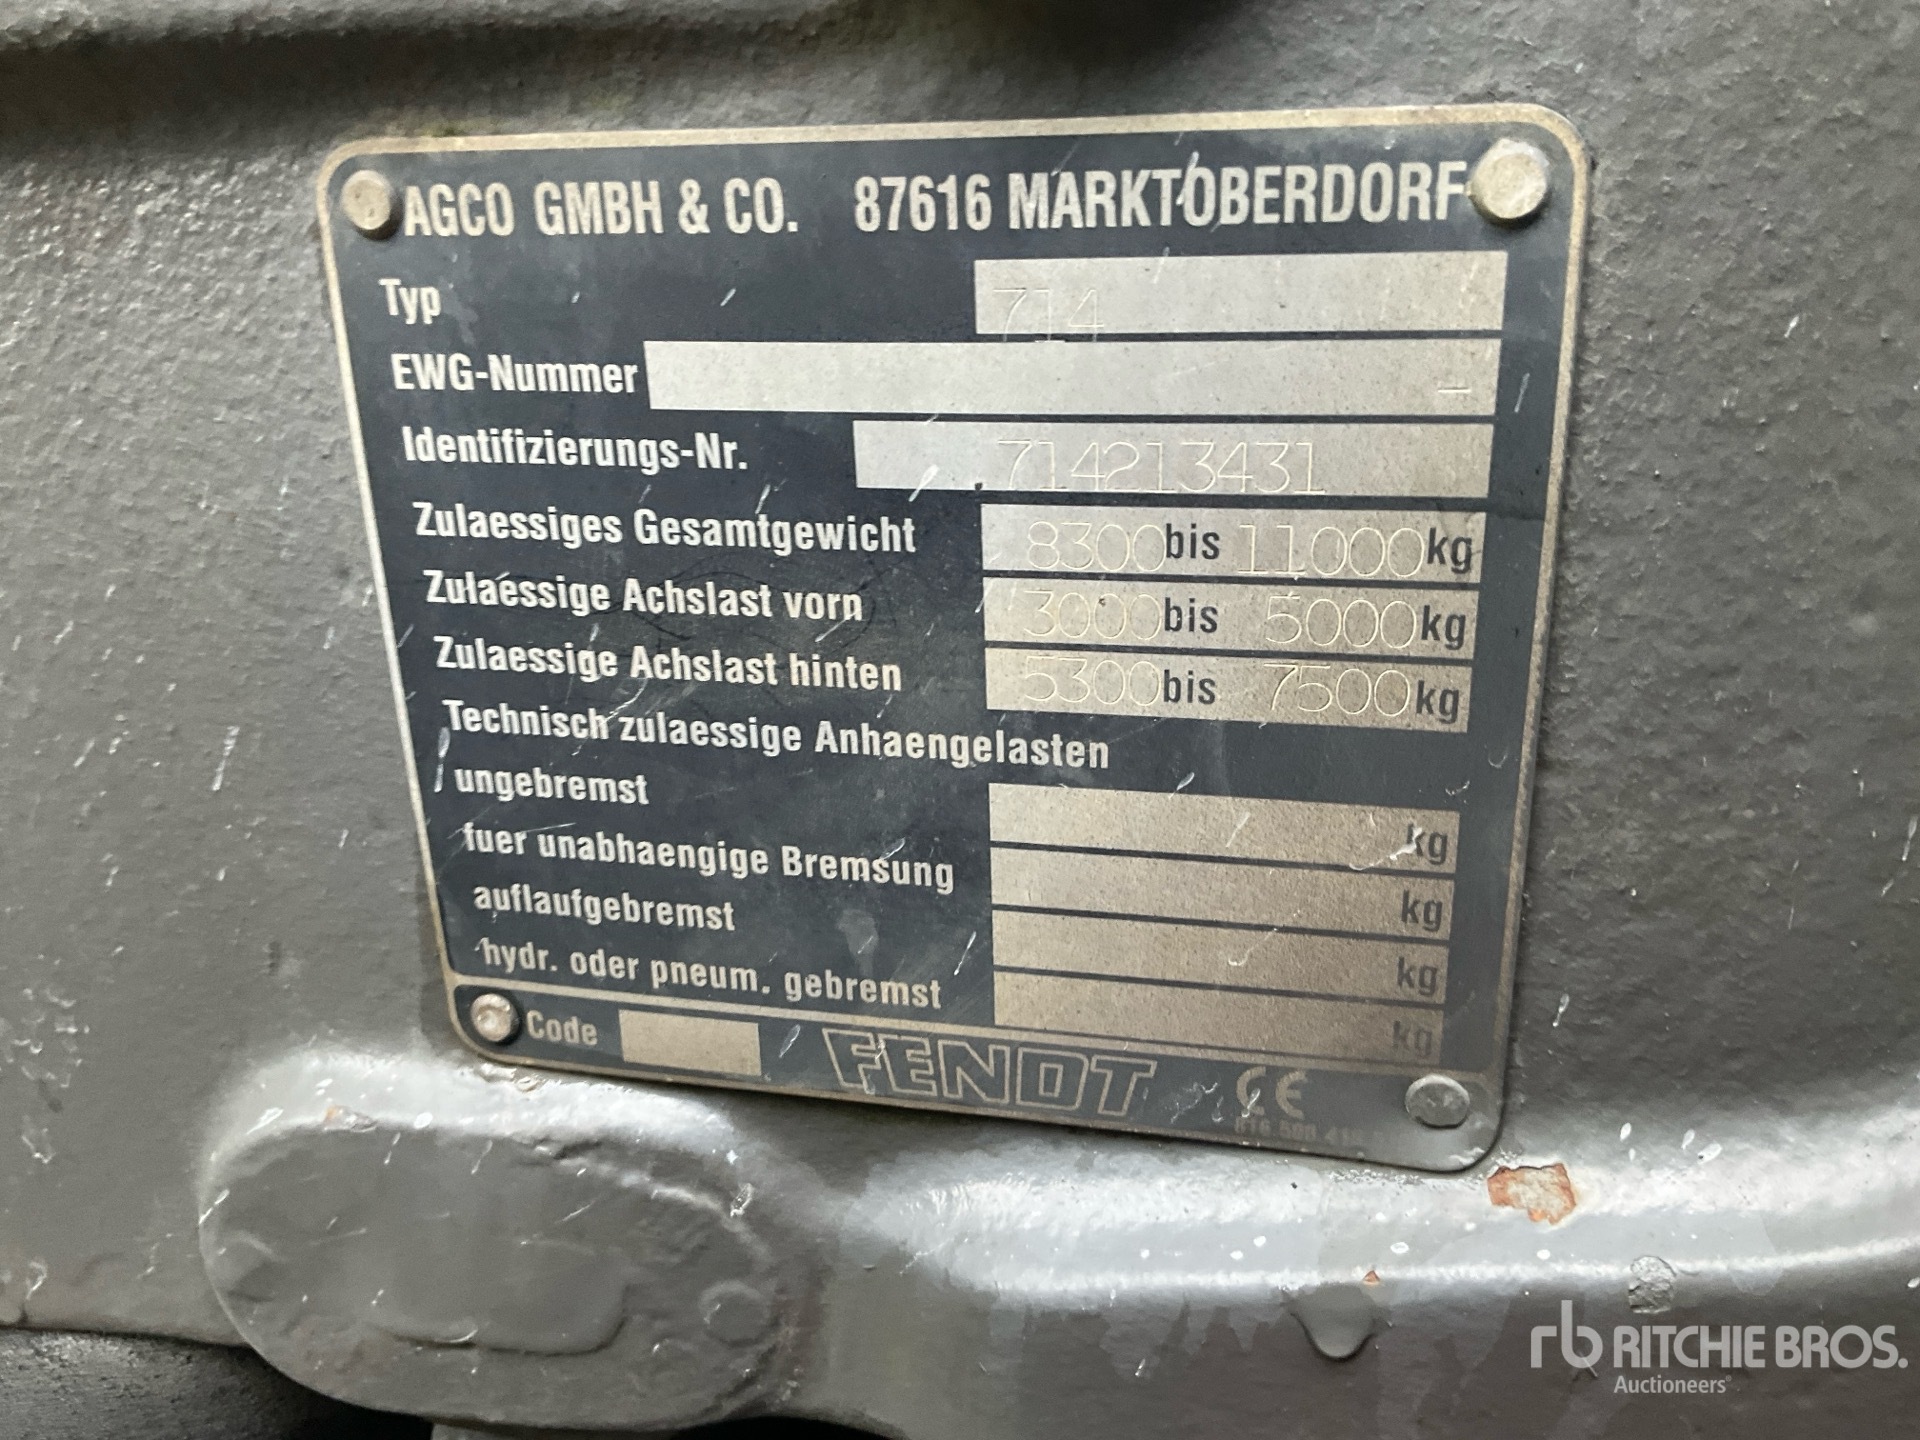 AGCO GMBH & CO. 87616 MARKTOBERDORF
Typ 714
EWG-Nummer -
Identifizierungs-Nr. 714213431
Zulaessiges Gesamtgewicht 8300 bis 11000 kg
Zulaessige Achslast vorn 3000 bis 5000 kg
Zulaessige Achslast hinten 5300 bis 7500 kg
Technisch zulaessige Anhaengelasten
ungebremst kg
fuer unabhaengige Bremsung kg
auflaufgebremst kg
hydr. oder pneum. gebremst kg
Code FENDT CE
rb RITCHIE BROS.
Auctioneers